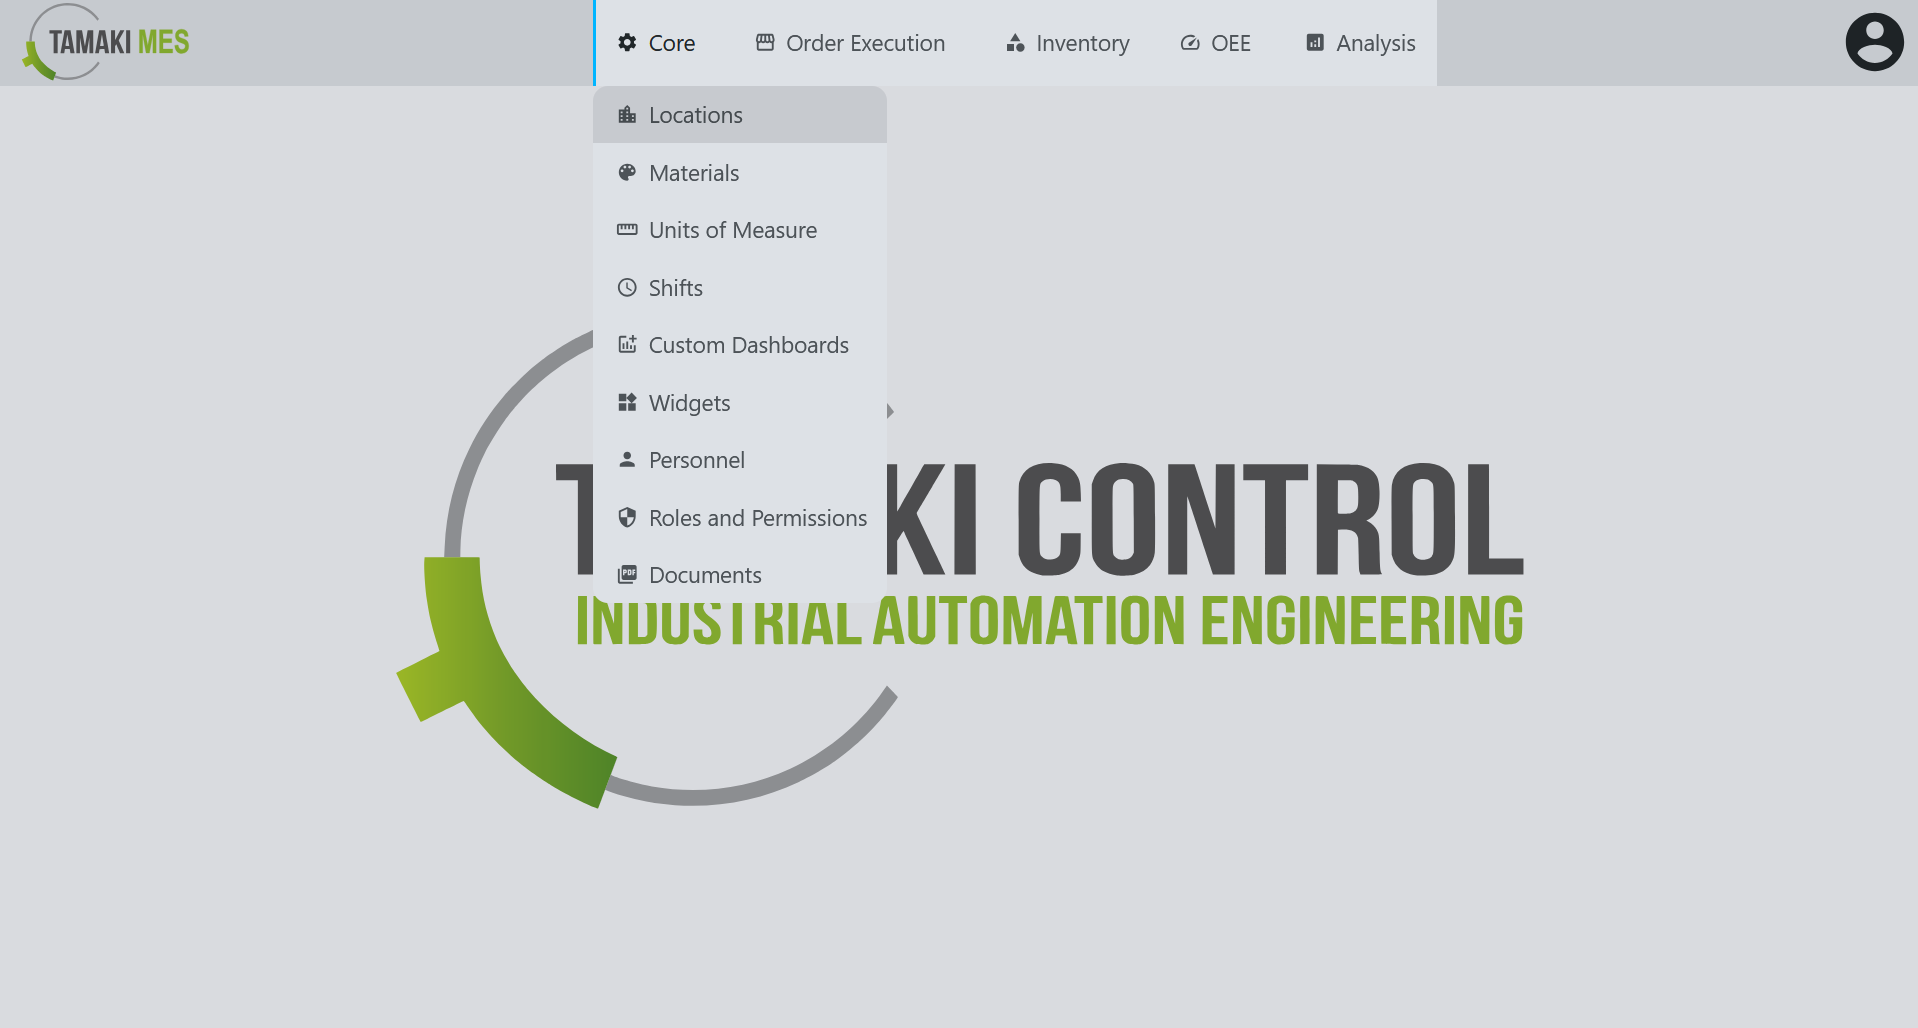 TAMAKI MES
Core
Order Execution
Inventory
OEE
Analysis
Locations
Materials
Units of Measure
Shifts
Custom Dashboards
Widgets
Personnel
Roles and Permissions
PDF Documents
KI CONTROL
INDUSTRIAL AUTOMATION ENGINEERING